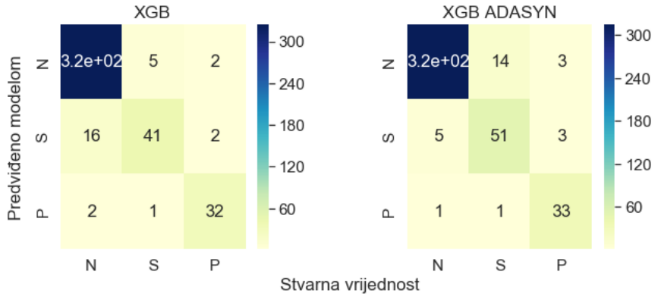 XGB
XGB ADASYN
Predviđeno modelom
N
3.2e+02 5 2
S
16 41 2
P
2 1 32
N S P
300
240
180
120
60
N
3.2e+02 14 3
S
5 51 3
P
1 1 33
N S P
300
240
180
120
60
Stvarna vrijednost